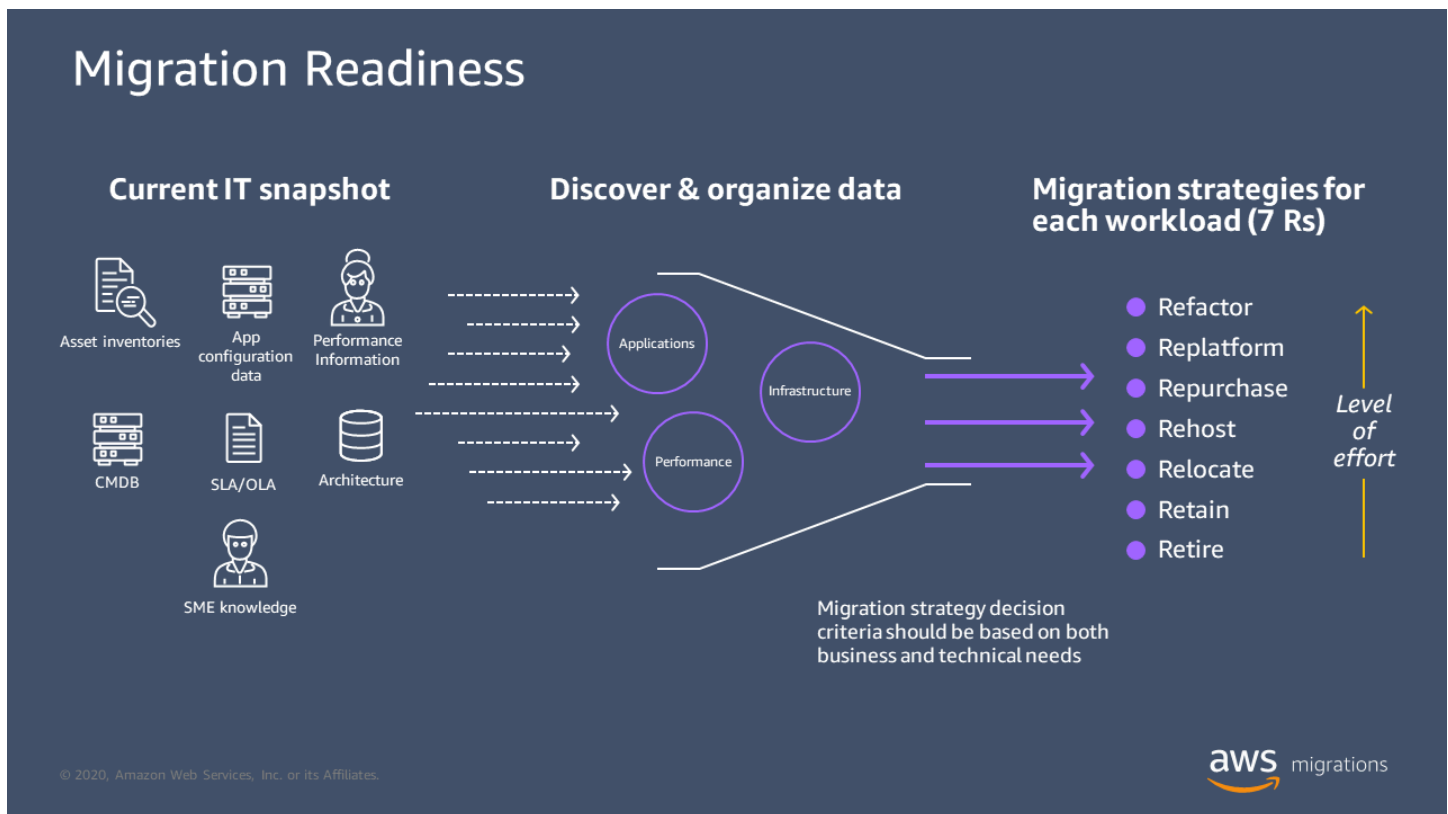 Migration Readiness
Current IT snapshot
Asset inventories
App
configuration
data
Performance
Information
CMDB
SLA/OLA
Architecture
SME knowledge
Discover & organize data
Applications
Infrastructure
Performance
Migration strategies for
each workload (7 Rs)
Refactor
Replatform
Repurchase
Rehost
Relocate
Retain
Retire
Level
of
effort
Migration strategy decision
criteria should be based on both
business and technical needs
© 2020, Amazon Web Services, Inc. or its Affiliates.
aws migrations